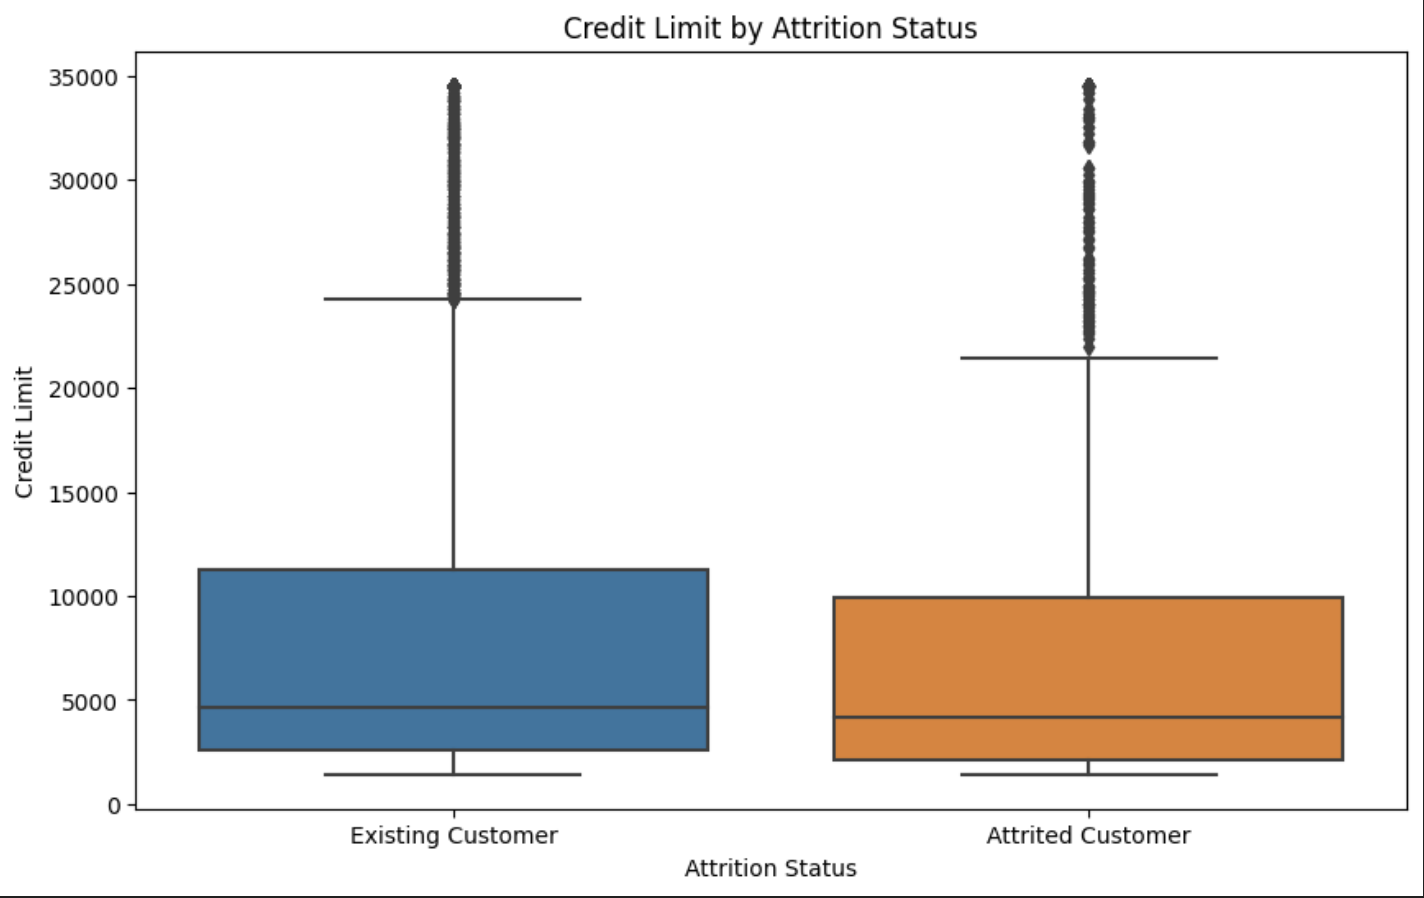 Credit Limit by Attrition Status
35000
30000
25000
20000
15000
10000
5000
0
Credit Limit
Existing Customer
Attrited Customer
Attrition Status